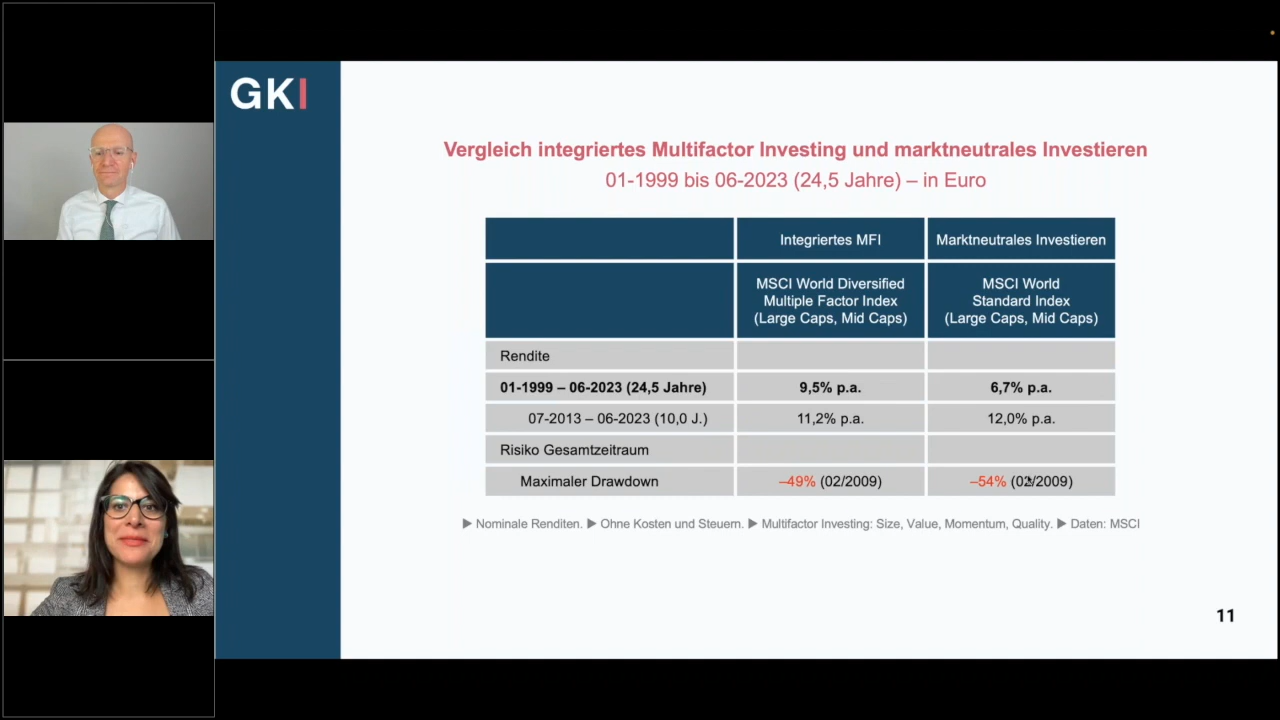 GKI
Vergleich integriertes Multifactor Investing und marktneutrales Investieren
01-1999 bis 06-2023 (24,5 Jahre) – in Euro
Integriertes MFI
Marktneutrales Investieren
MSCI World Diversified
Multiple Factor Index
(Large Caps, Mid Caps)
MSCI World
Standard Index
(Large Caps, Mid Caps)
Rendite
01-1999 – 06-2023 (24,5 Jahre) 9,5% p.a. 6,7% p.a.
07-2013 – 06-2023 (10,0 J.) 11,2% p.a. 12,0% p.a.
Risiko Gesamtzeitraum
Maximaler Drawdown –49% (02/2009) –54% (02/2009)
▶ Nominale Renditen. ▶ Ohne Kosten und Steuern. ▶ Multifactor Investing: Size, Value, Momentum, Quality. ▶ Daten: MSCI
11